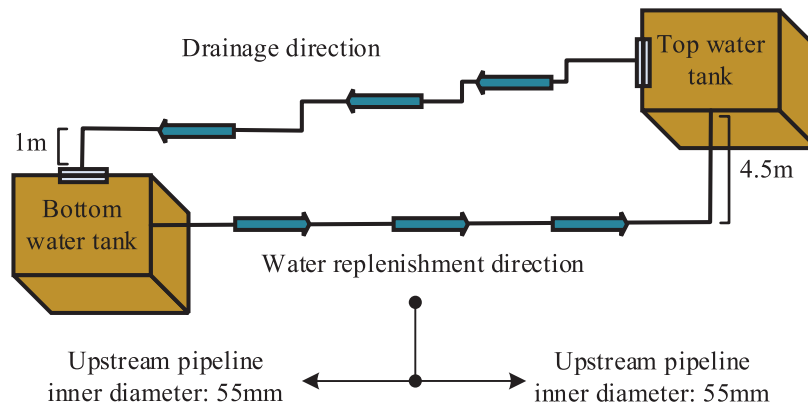 Drainage direction
Top water
tank
1m
4.5m
Bottom
water tank
Water replenishment direction
Upstream pipeline
inner diameter: 55mm
Upstream pipeline
inner diameter: 55mm